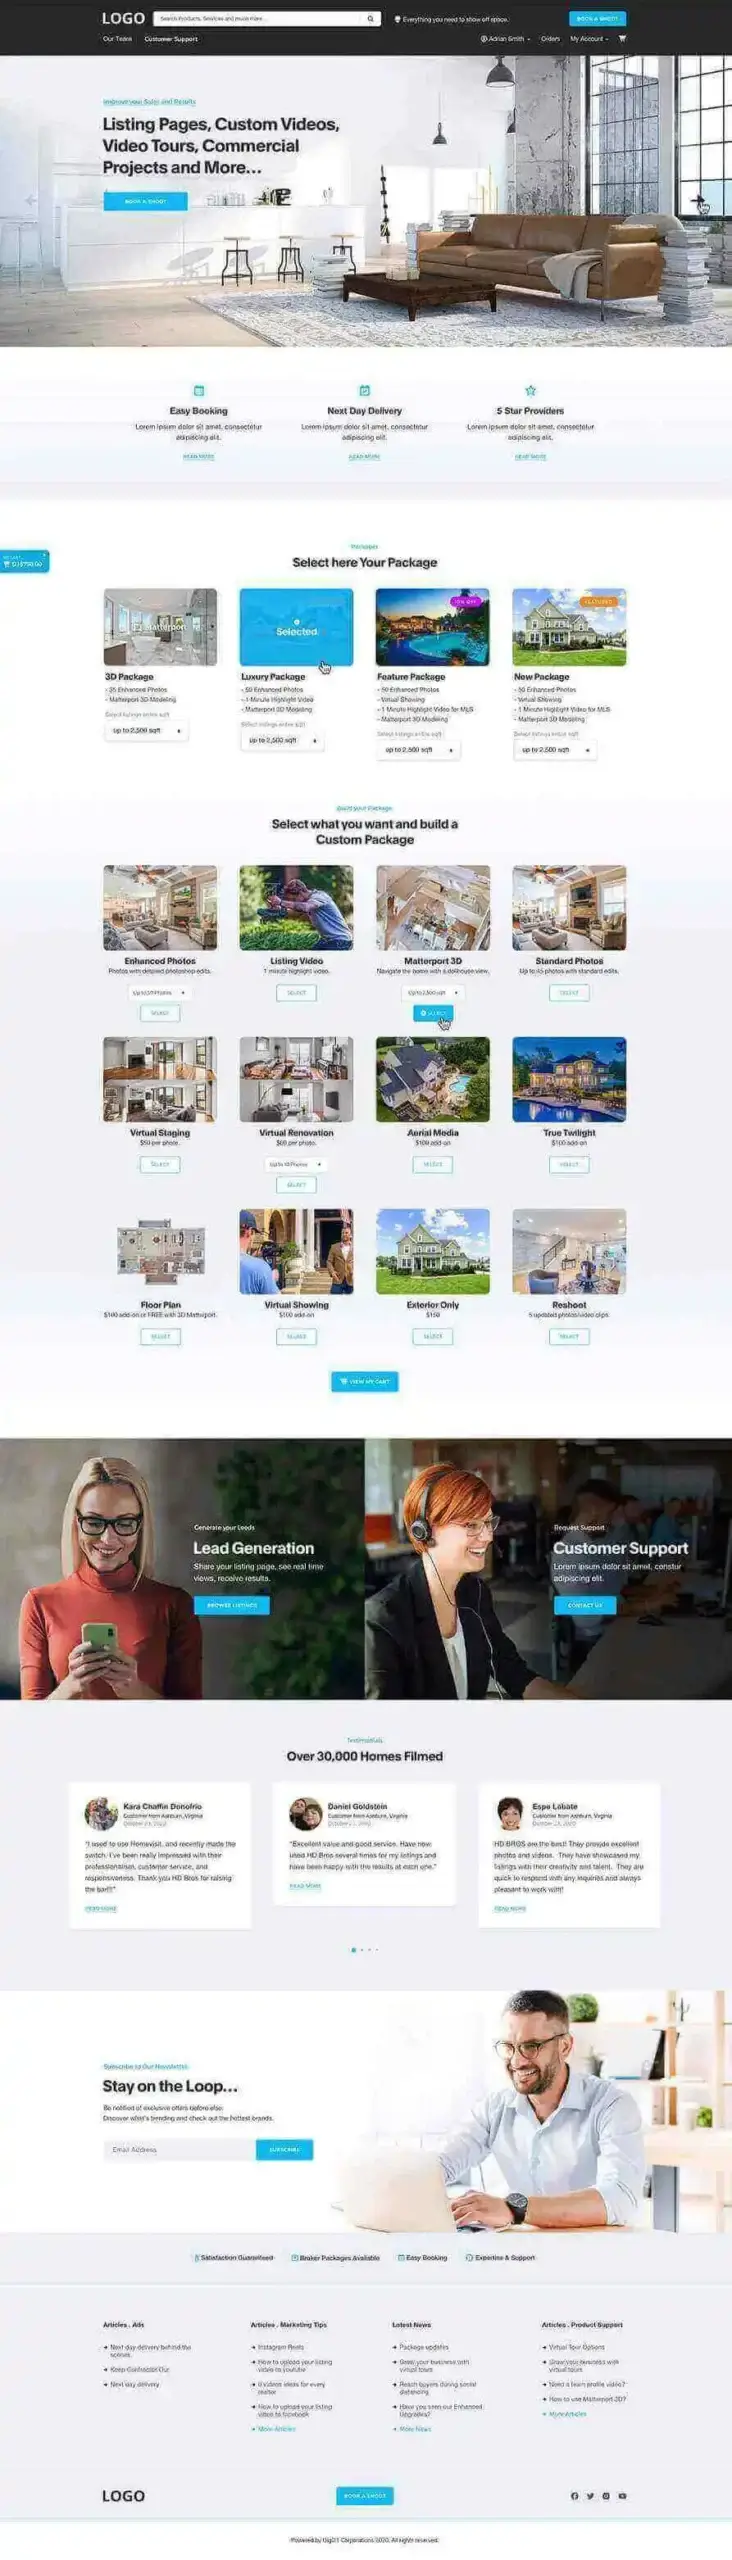 LOGO
Search Products, Services and much more...
Everything you need to show off space.
BOOK A SHOOT
Our Team
Customer Support
Adrian Smith
Orders
My Account
Improve your Sales and Results
Listing Pages, Custom Videos,
Video Tours, Commercial
Projects and More...
BOOK A SHOOT
Easy Booking
Next Day Delivery
5 Star Providers
Lorem ipsum dolor sit amet, consectetur
adipiscing elit.
Lorem ipsum dolor sit amet, consectetur
adipiscing elit.
Lorem ipsum dolor sit amet, consectetur
adipiscing elit.
READ MORE
READ MORE
READ MORE
Packages
Select here Your Package
Matterport
Selected
10% OFF
FEATURED
3D Package
- 35 Enhanced Photos
- Matterport 3D Modeling
Select listings entire sqft
up to 2,500 sqft
Luxury Package
- 50 Enhanced Photos
- 1 Minute Highlight Video
- Matterport 3D Modeling
Select listings entire sqft
up to 2,500 sqft
Feature Package
- 50 Enhanced Photos
- Virtual Showing
- 1 Minute Highlight Video for MLS
- Matterport 3D Modeling
Select listings entire sqft
up to 2,500 sqft
New Package
- 50 Enhanced Photos
- Virtual Showing
- 1 Minute Highlight Video for MLS
- Matterport 3D Modeling
Select listings entire sqft
up to 2,500 sqft
Build your Package
Select what you want and build a
Custom Package
Enhanced Photos
Photos with detailed photoshop edits.
SELECT
Listing Video
1 minute highlight video.
SELECT
Matterport 3D
Navigate the home with a dollhouse view.
Up to 2,500 sqft
SELECT
Standard Photos
Up to 45 photos with standard edits.
SELECT
Virtual Staging
$50 per photo.
SELECT
Virtual Renovation
$60 per photo.
Up to 10 Photos
SELECT
Aerial Media
$100 add-on
SELECT
True Twilight
$100 add-on
SELECT
Floor Plan
$100 add-on or FREE with 3D Matterport.
SELECT
Virtual Showing
$100 add-on
SELECT
Exterior Only
$150
SELECT
Reshoot
5 updated photos/video clips
SELECT
VIEW MY CART
Generate your Leads
Lead Generation
Share your listing page, see real time
views, receive results.
BROWSE LISTINGS
Request Support
Customer Support
Lorem ipsum dolor sit amet, constur
adipiscing elit.
CONTACT US
Testimonials
Over 30,000 Homes Filmed
Kara Chaffin Donofrio
Customer from Ashburn, Virginia
"I used to use Homevisit, and recently made the
switch. I've been really impressed with their
professionalism, customer service, and
responsiveness. Thank you HD Bros for raising
the bar!!!"
READ MORE
Daniel Goldstein
Customer from Ashburn, Virginia
"Excellent value and good service. Have now
used HD Bros several times for my listings and
have been happy with the results at each one."
READ MORE
Espe Lobate
Customer from Ashburn, Virginia
HD BROS are the best! They provide excellent
photos and videos. They have showcased my
listings with their creativity and talent. They are
quick to respond with any inquiries and always
pleasant to work with!
READ MORE
Subscribe to Our Newsletter
Stay on the Loop...
Be notified of exclusive offers before else.
Discover what's trending and check out the hottest brands.
Email Address
SUBSCRIBE
Satisfaction Guaranteed
Broker Packages Available
Easy Booking
Expertise & Support
Articles . Ads
Next day delivery behind the
scenes.
Next day delivery
Articles . Marketing Tips
Instagram Reels
How to upload your listing
video to youtube
8 videos ideas for every
realtor
How to upload your listing
video to facebook
More Articles
Latest News
Package updates
Grow your business with
virtual tours
Reach buyers during social
distancing
Have you seen our Enhanced
Upgrades?
More News
Articles . Product Support
Virtual Tour Options
Grow your business with
virtual tours
Need a team profile video?
How to use Matterport 3D?
More Articles
LOGO
BOOK A SHOOT